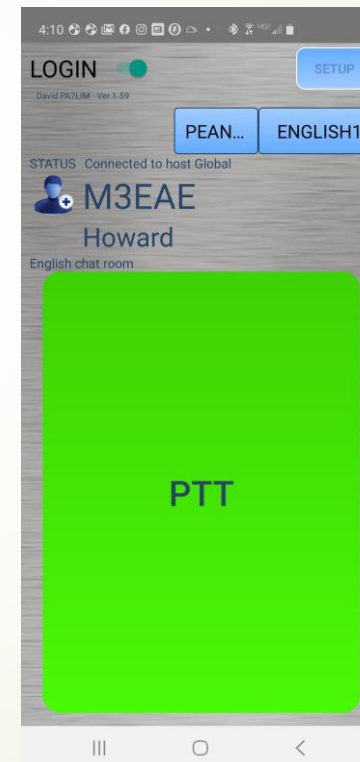 4:10
LOGIN
SETUP
David PA7LIM Ver 1.59
PEAN...
ENGLISH1
STATUS Connected to host Global
M3EAE
Howard
English chat room
PTT